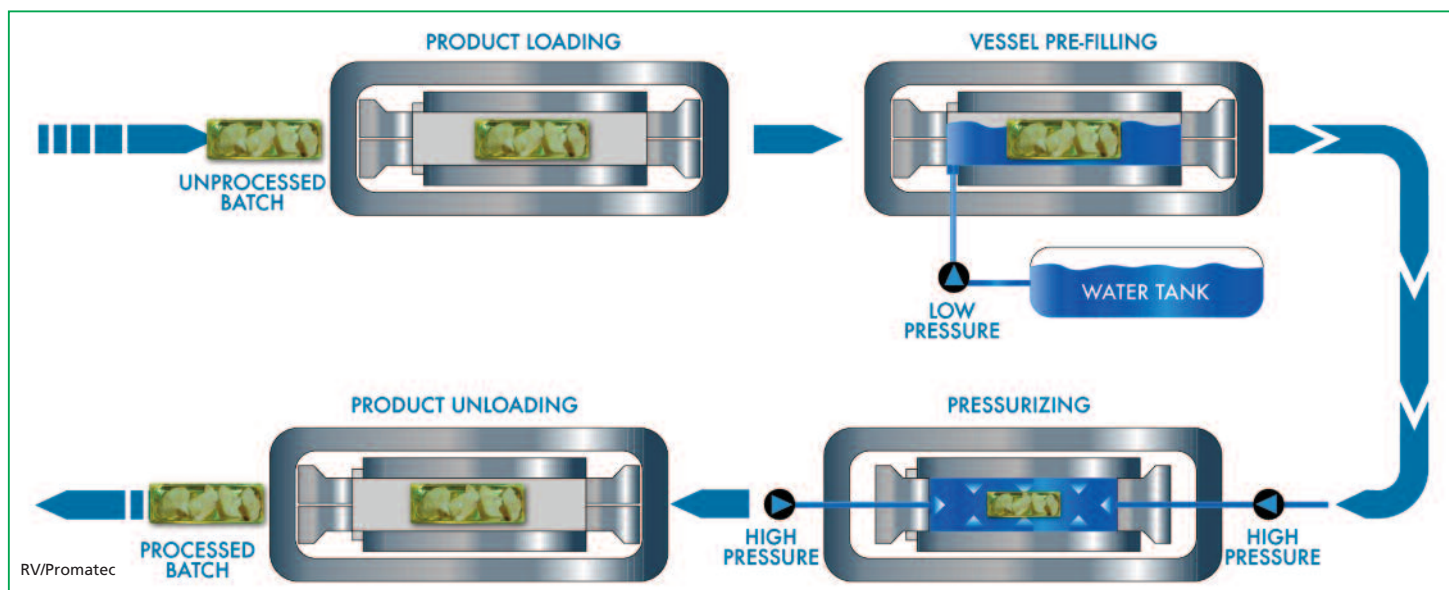 PRODUCT LOADING
VESSEL PRE-FILLING
UNPROCESSED
BATCH
LOW
PRESSURE
WATER TANK
PRODUCT UNLOADING
PRESSURIZING
PROCESSED
BATCH
HIGH
PRESSURE
HIGH
PRESSURE
RV/Promatec